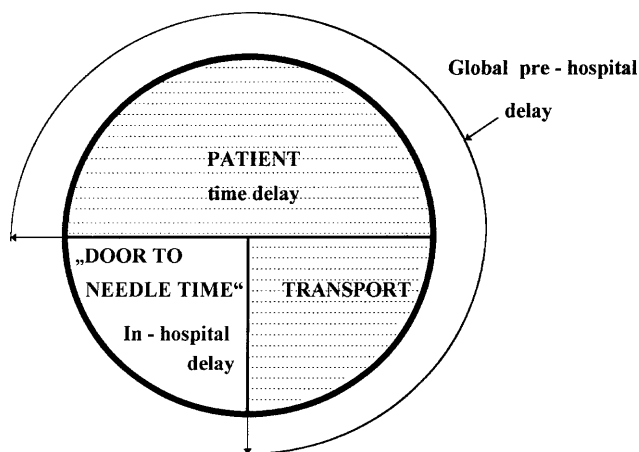 Global pre - hospital
delay
PATIENT
time delay
„DOOR TO
NEEDLE TIME“
In - hospital
delay
TRANSPORT